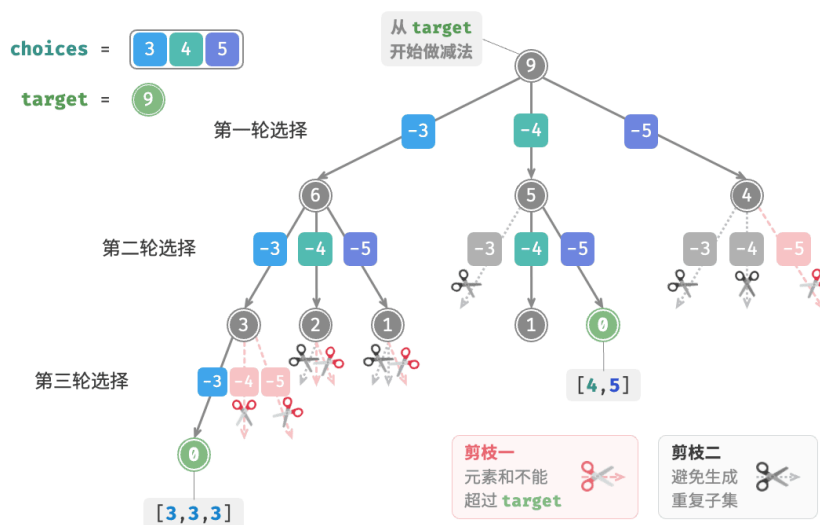 choices = 3 4 5
target = 9
从 target
开始做减法
9
第一轮选择
-3 -4 -5
6 5 4
第二轮选择
-3 -4 -5 -3 -4 -5 -3 -4 -5
3 2 1 1 0
第三轮选择
-3 -4 -5
[4,5]
0
[3,3,3]
剪枝一
元素和不能
超过 target
剪枝二
避免生成
重复子集